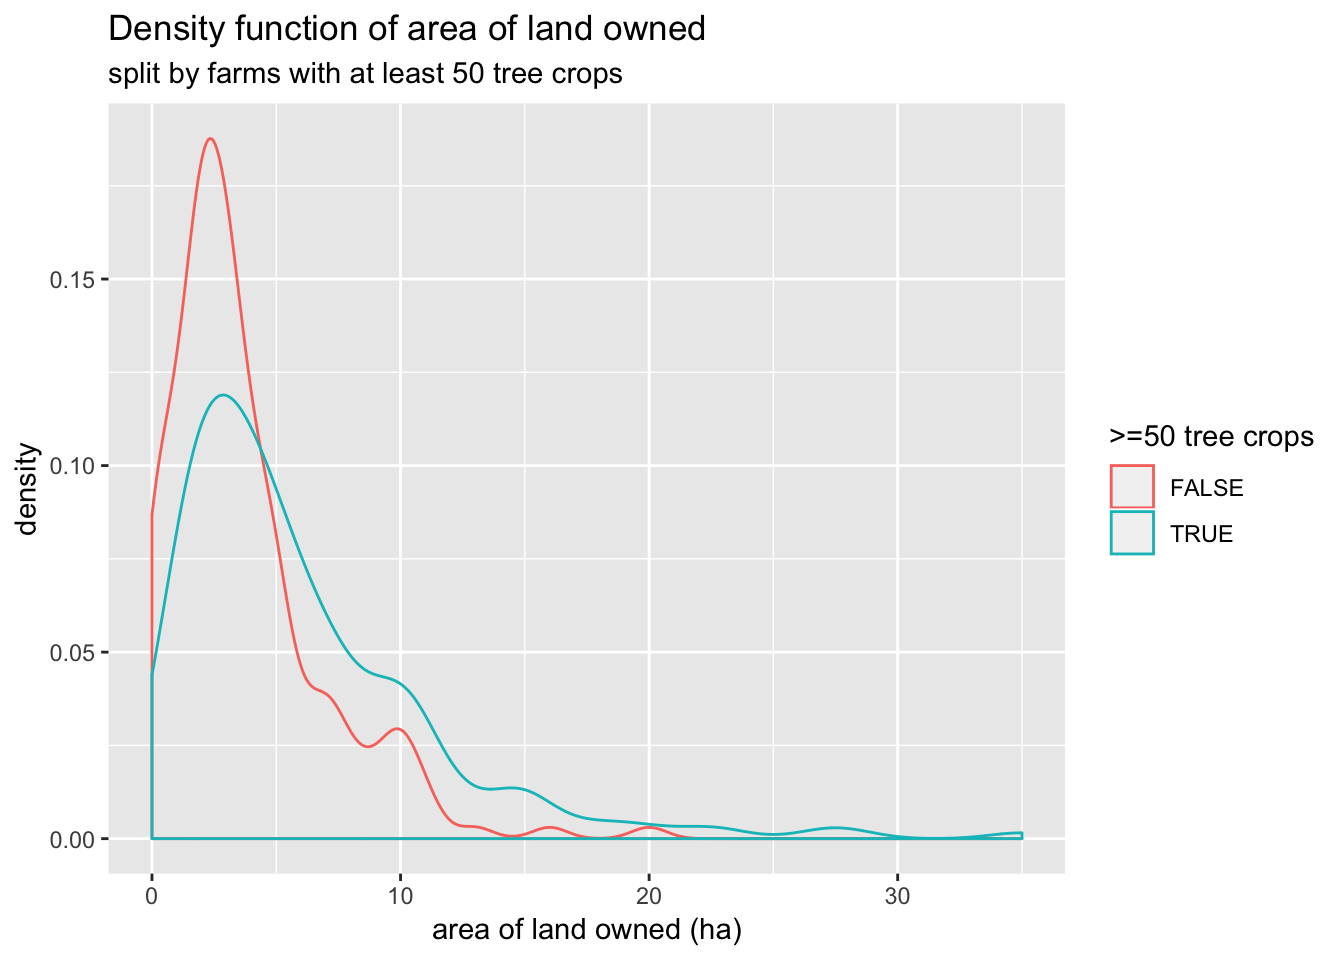 Density function of area of land owned
split by farms with at least 50 tree crops
0.15
0.10
0.05
0.00
density
0
10
20
30
area of land owned (ha)
>=50 tree crops
FALSE
TRUE